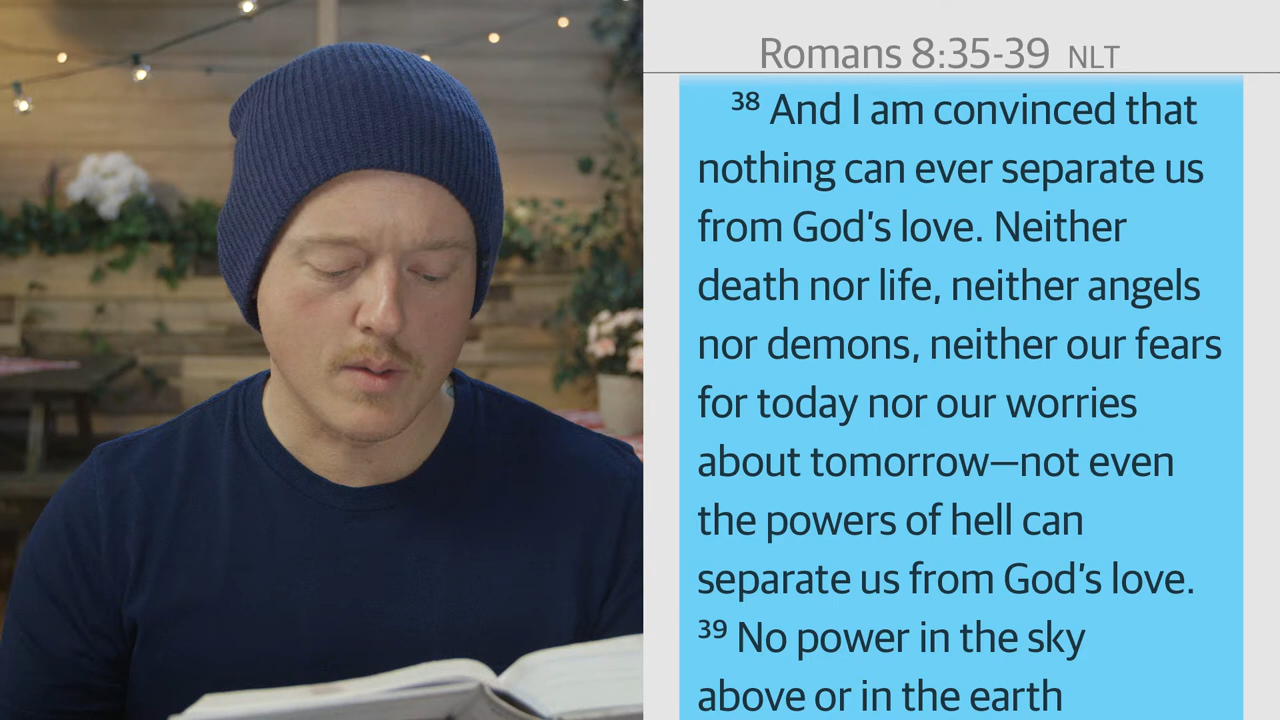 Romans 8:35-39 NLT
38 And I am convinced that
nothing can ever separate us
from God's love. Neither
death nor life, neither angels
nor demons, neither our fears
for today nor our worries
about tomorrow—not even
the powers of hell can
separate us from God's love.
39 No power in the sky
above or in the earth